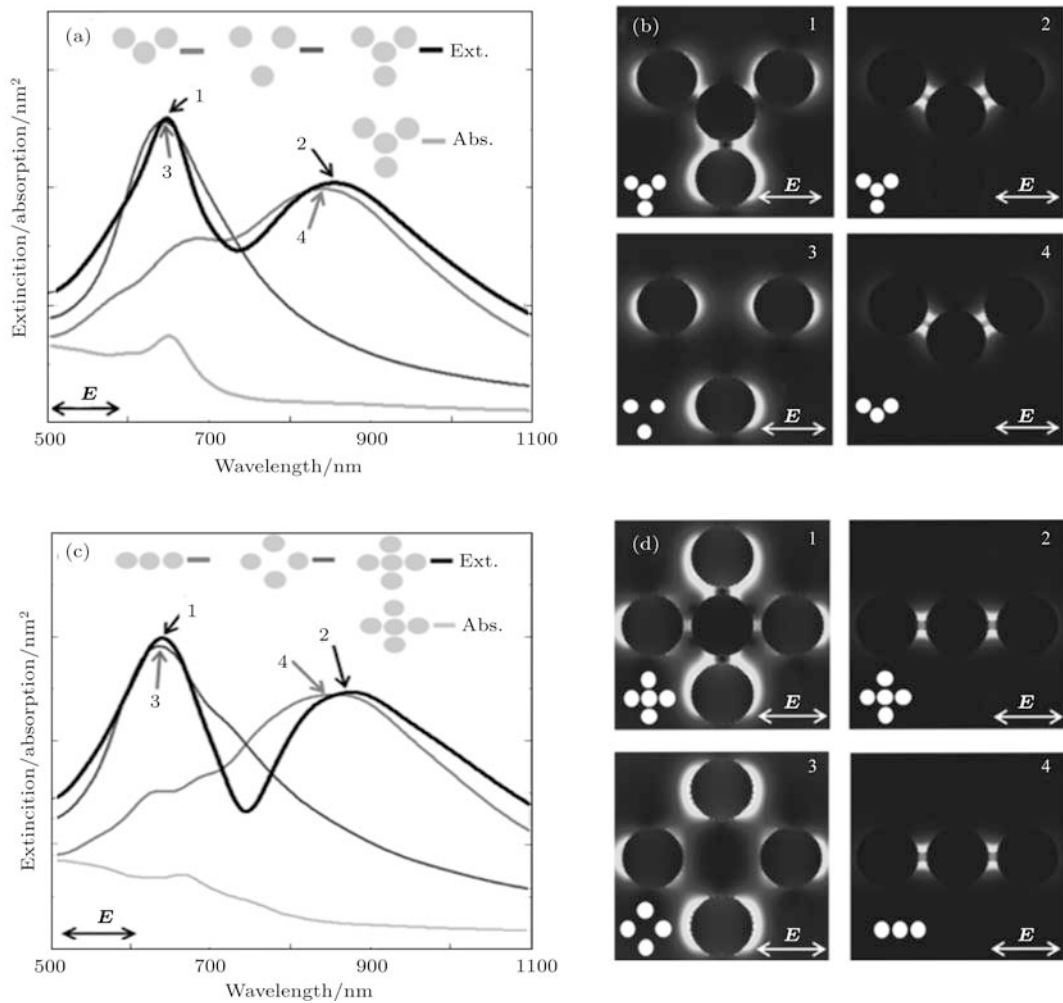 (a)
Ext.
1
2
Abs.
3
4
E
Extincition/absorption/nm²
500 700 900 1100
Wavelength/nm
(b) 1
E
2
E
3
E
4
E
(c)
Ext.
1
Abs.
2
4
3
E
Extincition/absorption/nm²
500 700 900 1100
Wavelength/nm
(d) 1
E
2
E
3
E
4
E